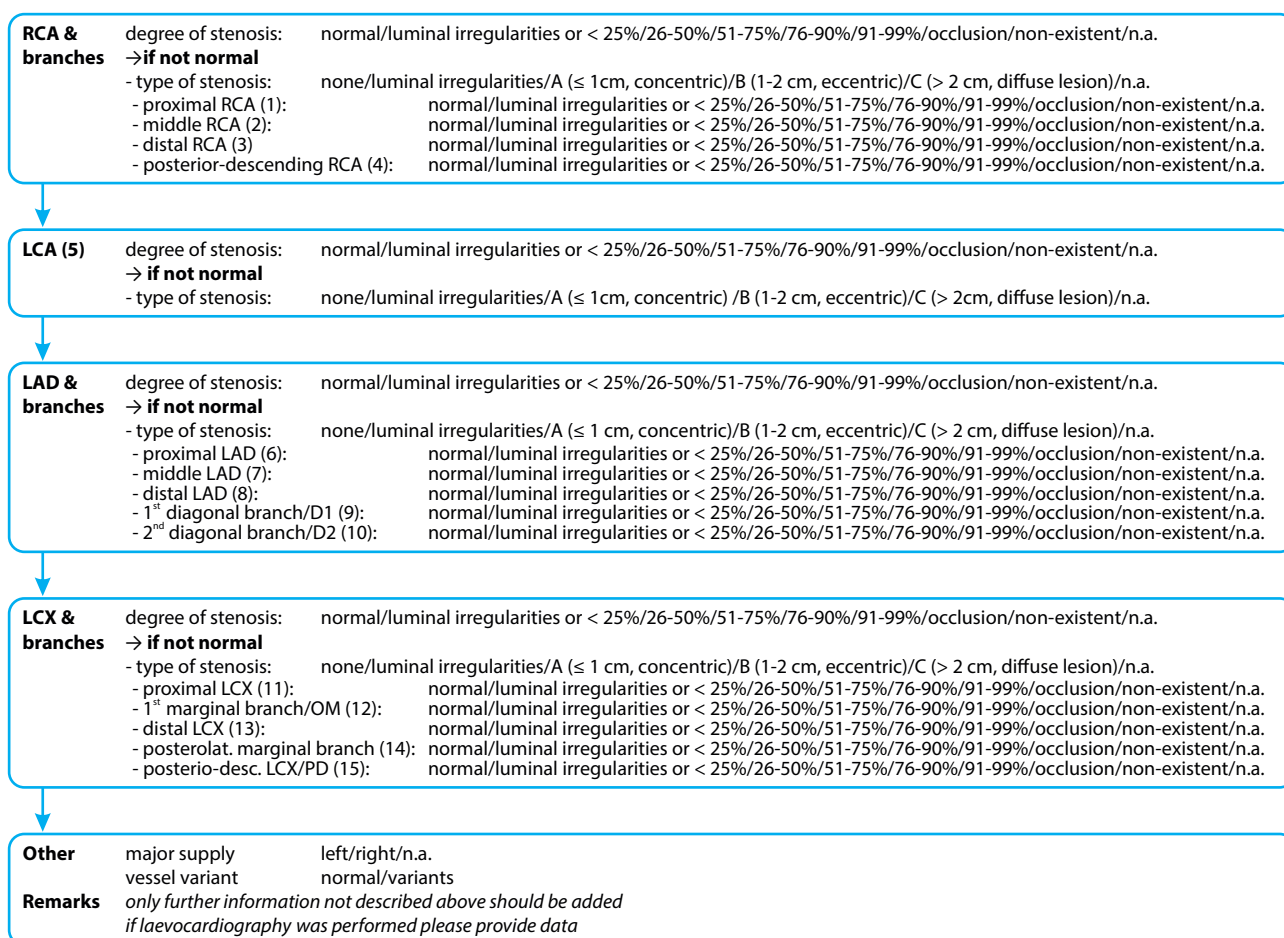 RCA & degree of stenosis: normal/luminal irregularities or < 25%/26-50%/51-75%/76-90%/91-99%/occlusion/non-existent/n.a.
branches →if not normal
- type of stenosis: none/luminal irregularities/A (≤ 1cm, concentric)/B (1-2 cm, eccentric)/C (> 2 cm, diffuse lesion)/n.a.
- proximal RCA (1): normal/luminal irregularities or < 25%/26-50%/51-75%/76-90%/91-99%/occlusion/non-existent/n.a.
- middle RCA (2): normal/luminal irregularities or < 25%/26-50%/51-75%/76-90%/91-99%/occlusion/non-existent/n.a.
- distal RCA (3) normal/luminal irregularities or < 25%/26-50%/51-75%/76-90%/91-99%/occlusion/non-existent/n.a.
- posterior-descending RCA (4): normal/luminal irregularities or < 25%/26-50%/51-75%/76-90%/91-99%/occlusion/non-existent/n.a.
LCA (5) degree of stenosis: normal/luminal irregularities or < 25%/26-50%/51-75%/76-90%/91-99%/occlusion/non-existent/n.a.
→ if not normal
- type of stenosis: none/luminal irregularities/A (≤ 1cm, concentric) /B (1-2 cm, eccentric)/C (> 2cm, diffuse lesion)/n.a.
LAD & degree of stenosis: normal/luminal irregularities or < 25%/26-50%/51-75%/76-90%/91-99%/occlusion/non-existent/n.a.
branches → if not normal
- type of stenosis: none/luminal irregularities/A (≤ 1 cm, concentric)/B (1-2 cm, eccentric)/C (> 2 cm, diffuse lesion)/n.a.
- proximal LAD (6): normal/luminal irregularities or < 25%/26-50%/51-75%/76-90%/91-99%/occlusion/non-existent/n.a.
- middle LAD (7): normal/luminal irregularities or < 25%/26-50%/51-75%/76-90%/91-99%/occlusion/non-existent/n.a.
- distal LAD (8): normal/luminal irregularities or < 25%/26-50%/51-75%/76-90%/91-99%/occlusion/non-existent/n.a.
- 1st diagonal branch/D1 (9): normal/luminal irregularities or < 25%/26-50%/51-75%/76-90%/91-99%/occlusion/non-existent/n.a.
- 2nd diagonal branch/D2 (10): normal/luminal irregularities or < 25%/26-50%/51-75%/76-90%/91-99%/occlusion/non-existent/n.a.
LCX & degree of stenosis: normal/luminal irregularities or < 25%/26-50%/51-75%/76-90%/91-99%/occlusion/non-existent/n.a.
branches → if not normal
- type of stenosis: none/luminal irregularities/A (≤ 1 cm, concentric)/B (1-2 cm, eccentric)/C (> 2 cm, diffuse lesion)/n.a.
- proximal LCX (11): normal/luminal irregularities or < 25%/26-50%/51-75%/76-90%/91-99%/occlusion/non-existent/n.a.
- 1st marginal branch/OM (12): normal/luminal irregularities or < 25%/26-50%/51-75%/76-90%/91-99%/occlusion/non-existent/n.a.
- distal LCX (13): normal/luminal irregularities or < 25%/26-50%/51-75%/76-90%/91-99%/occlusion/non-existent/n.a.
- posterolat. marginal branch (14): normal/luminal irregularities or < 25%/26-50%/51-75%/76-90%/91-99%/occlusion/non-existent/n.a.
- posterio-desc. LCX/PD (15): normal/luminal irregularities or < 25%/26-50%/51-75%/76-90%/91-99%/occlusion/non-existent/n.a.
Other major supply left/right/n.a.
vessel variant normal/variants
Remarks only further information not described above should be added
if laevocardiography was performed please provide data